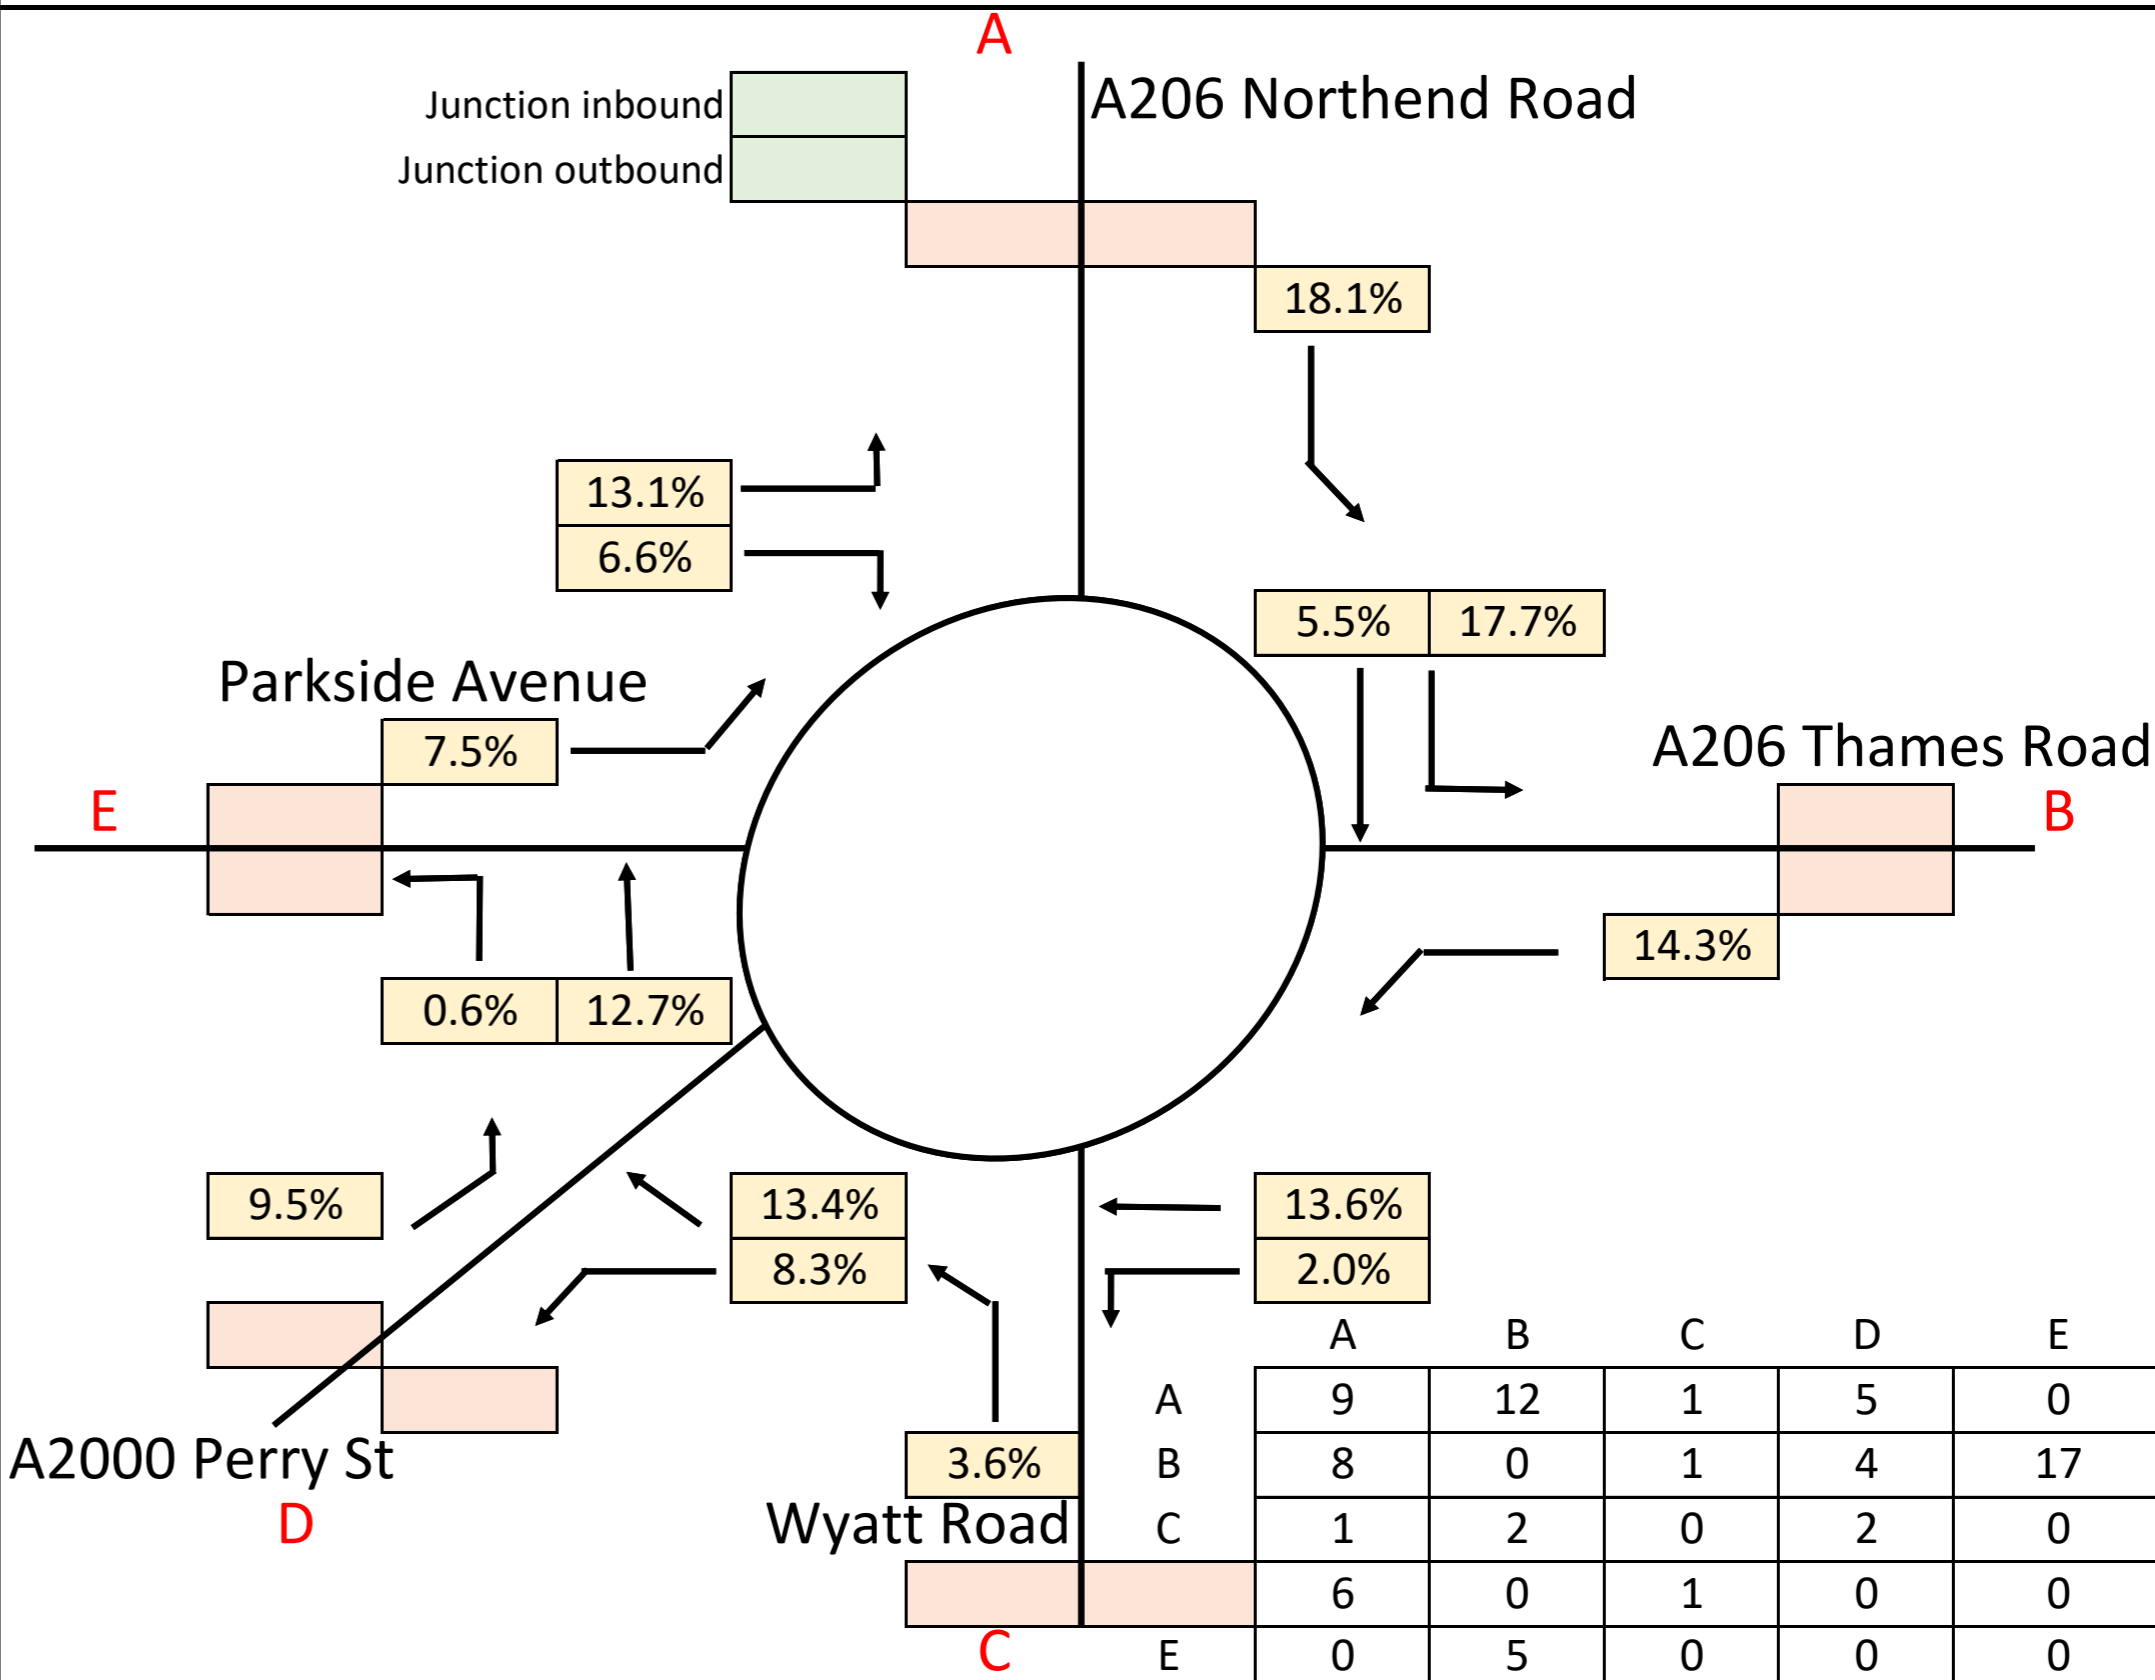 A
Junction inbound
A206 Northend Road
Junction outbound
18.1%
13.1%
6.6%
5.5% 17.7%
Parkside Avenue
7.5%
A206 Thames Road
E
B
14.3%
0.6% 12.7%
9.5%
13.4%
13.6%
8.3%
2.0%
A B C D E
A 9 12 1 5 0
A2000 Perry St
3.6%
B 8 0 1 4 17
D
Wyatt Road
C 1 2 0 2 0
6 0 1 0 0
C
E 0 5 0 0 0